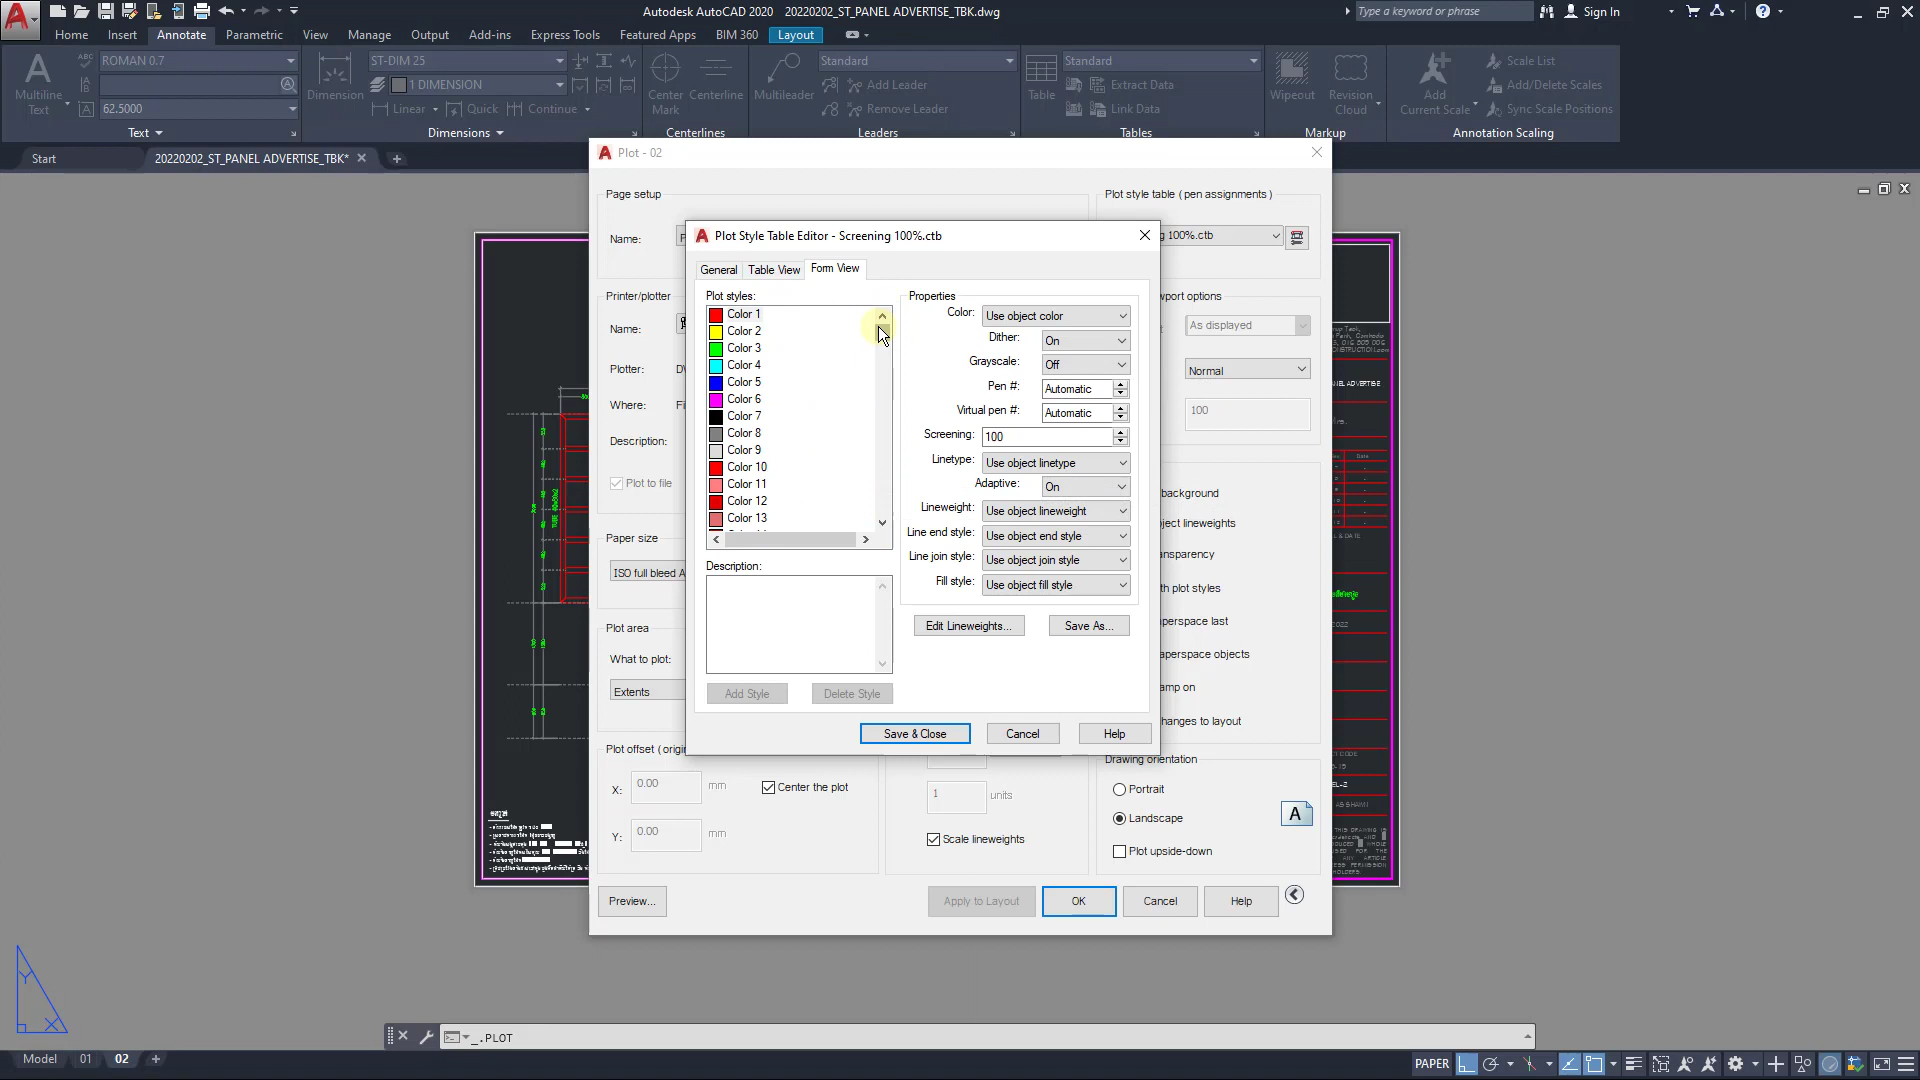 Autodesk AutoCAD 2020   20220202_ST_PANEL ADVERTISE_TBK.dwg
Type a keyword or phrase
Sign In
Home Insert Annotate Parametric View Manage Output Add-ins Express Tools Featured Apps BIM 360 Layout
ROMAN 0.7
62.5000
Multiline
Text
Text
Dimension
ST-DIM 25
1 DIMENSION
Linear Quick Continue
Dimensions
Center
Mark
Centerline
Centerlines
Multileader
Standard
Add Leader
Remove Leader
Leaders
Table
Standard
Extract Data
Link Data
Tables
Wipeout
Revision
Cloud
Markup
Add
Current Scale
Scale List
Add/Delete Scales
Sync Scale Positions
Annotation Scaling
Start
20220202_ST_PANEL ADVERTISE_TBK*
Plot - 02
Page setup
Name:
Plot style table (pen assignments)
g 100%.ctb
Printer/plotter
Name:
Plotter:
Where:
Description:
Plot to file
Paper size
ISO full bleed A
Plot area
What to plot:
Extents
Plot offset (origi
X: 0.00 mm
Y: 0.00 mm
Center the plot
1 units
Scale lineweights
wport options
As displayed
Normal
100
background
bject lineweights
ansparency
th plot styles
aperspace last
aperspace objects
amp on
hanges to layout
Drawing orientation
Portrait
Landscape
Plot upside-down
A
Preview...
Apply to Layout
OK
Cancel
Help
Plot Style Table Editor - Screening 100%.ctb
General Table View Form View
Plot styles:
Color 1
Color 2
Color 3
Color 4
Color 5
Color 6
Color 7
Color 8
Color 9
Color 10
Color 11
Color 12
Color 13
Description:
Add Style
Delete Style
Properties
Color: Use object color
Dither: On
Grayscale: Off
Pen #: Automatic
Virtual pen #: Automatic
Screening: 100
Linetype: Use object linetype
Adaptive: On
Lineweight: Use object lineweight
Line end style: Use object end style
Line join style: Use object join style
Fill style: Use object fill style
Edit Lineweights...
Save As...
Save & Close
Cancel
Help
NEL ADVERTISE
THIS DRAWING IS
Y
X
_.PLOT
Model 01 02
PAPER